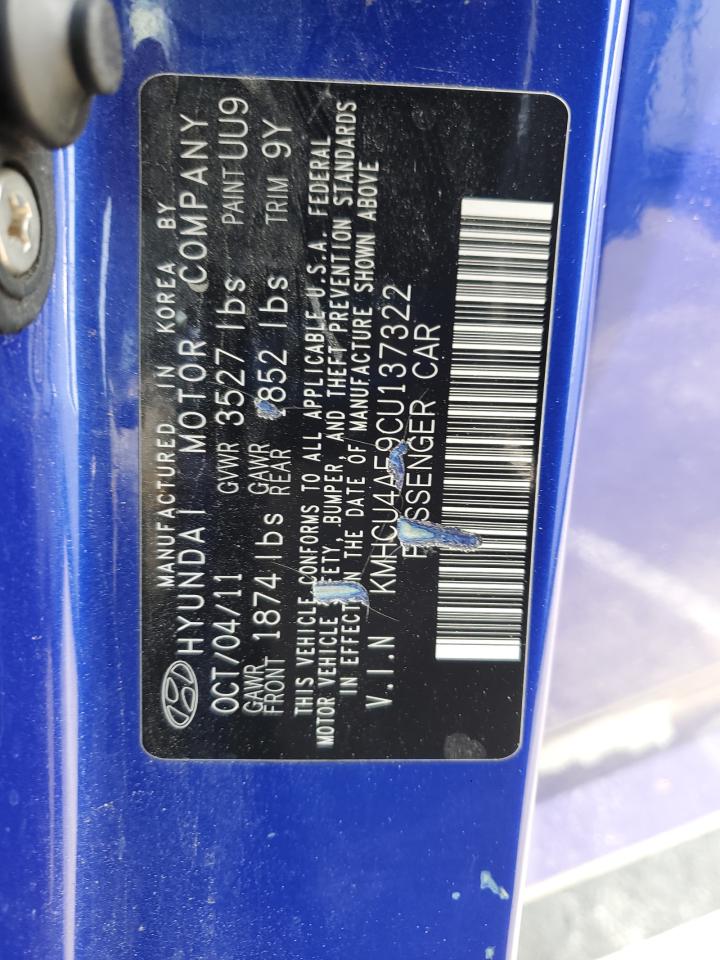 MANUFACTURED IN KOREA BY
HYUNDAI MOTOR COMPANY
OCT/04/11 GVWR 3527 lbs PAINT UU9
GAWR FRONT 1874 lbs GAWR REAR 1852 lbs TRIM 9Y
THIS VEHICLE CONFORMS TO ALL APPLICABLE U.S.A. FEDERAL
MOTOR VEHICLE SAFETY, BUMPER, AND THEFT PREVENTION STANDARDS
IN EFFECT ON THE DATE OF MANUFACTURE SHOWN ABOVE
V.I.N KMHCU4AE9CU137322
PASSENGER CAR